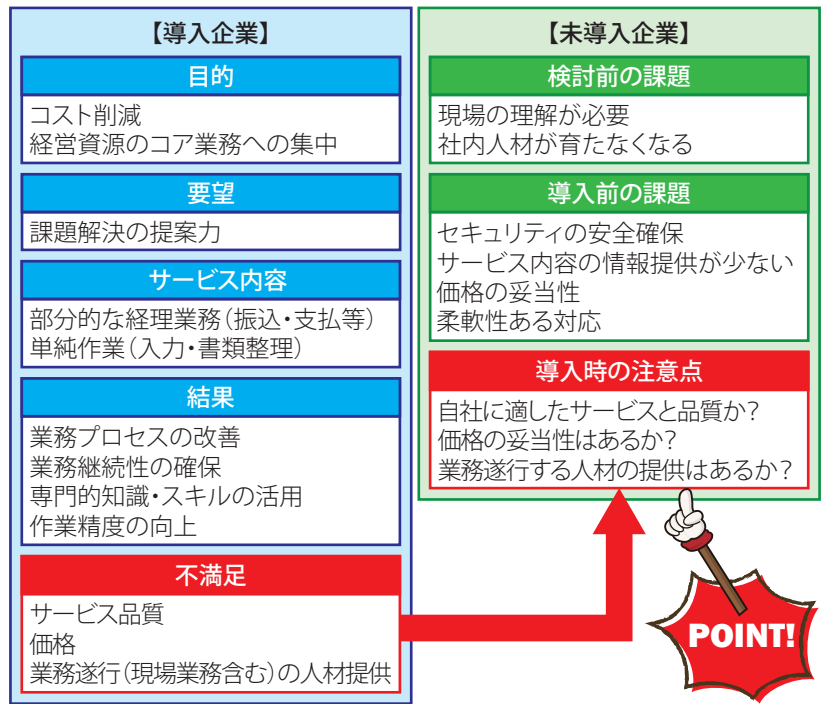 【導入企業】
目的
コスト削減
経営資源のコア業務への集中
要望
課題解決の提案力
サービス内容
部分的な経理業務（振込・支払等）
単純作業（入力・書類整理）
結果
業務プロセスの改善
業務継続性の確保
専門的知識・スキルの活用
作業精度の向上
不満足
サービス品質
価格
業務遂行（現場業務含む）の人材提供
【未導入企業】
検討前の課題
現場の理解が必要
社内人材が育たなくなる
導入前の課題
セキュリティの安全確保
サービス内容の情報提供が少ない
価格の妥当性
柔軟性ある対応
導入時の注意点
自社に適したサービスと品質か？
価格の妥当性はあるか？
業務遂行する人材の提供はあるか？
POINT!